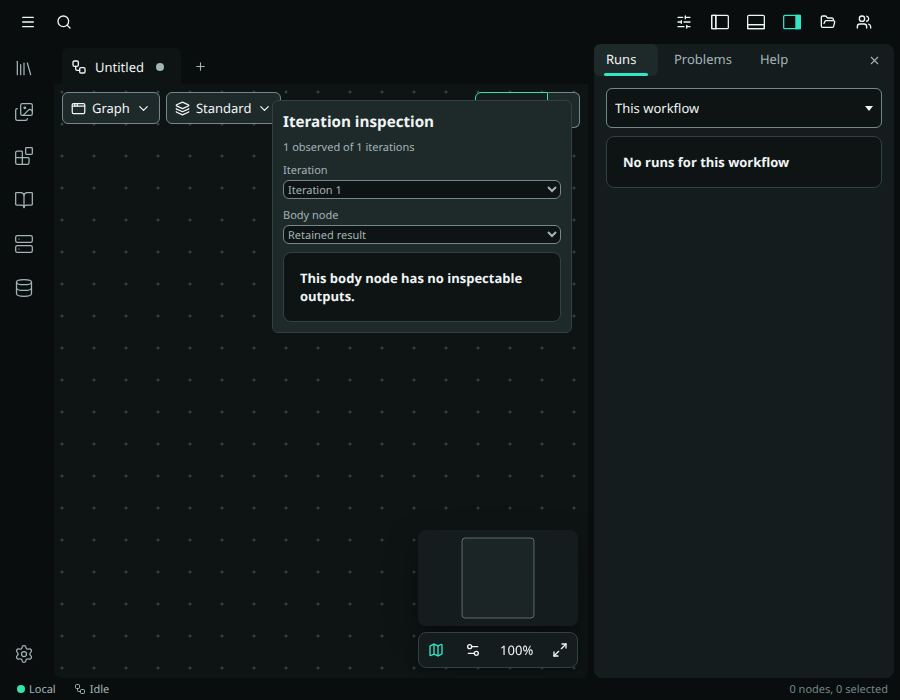 Untitled
Runs
Problems
Help
Graph
Standard
Iteration inspection
1 observed of 1 iterations
Iteration
Iteration 1
Body node
Retained result
This body node has no inspectable
outputs.
This workflow
No runs for this workflow
100%
Local
Idle
0 nodes, 0 selected